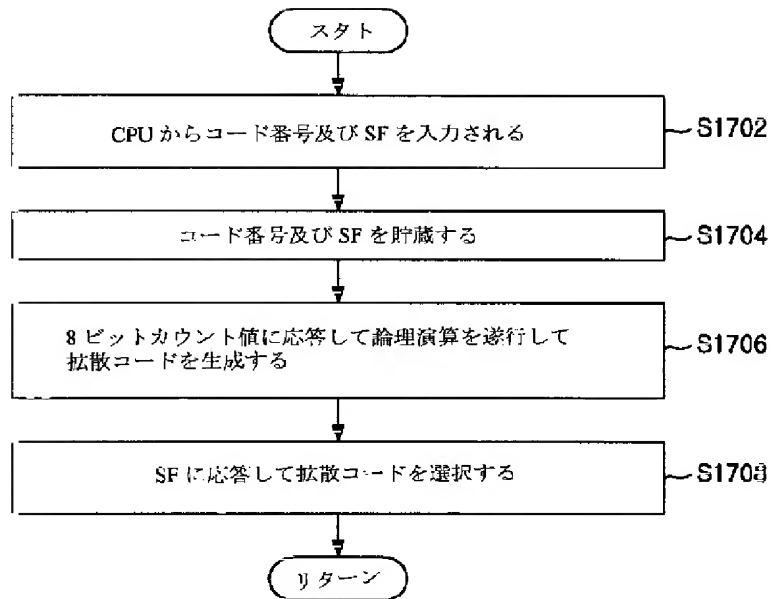 スタト
CPU からコード番号及び SF を入力される
S1702
コード番号及び SF を貯蔵する
S1704
8 ビットカウント値に応答して論理演算を遂行して
拡散コードを生成する
S1706
SF に応答して拡散コードを選択する
S1708
リターン